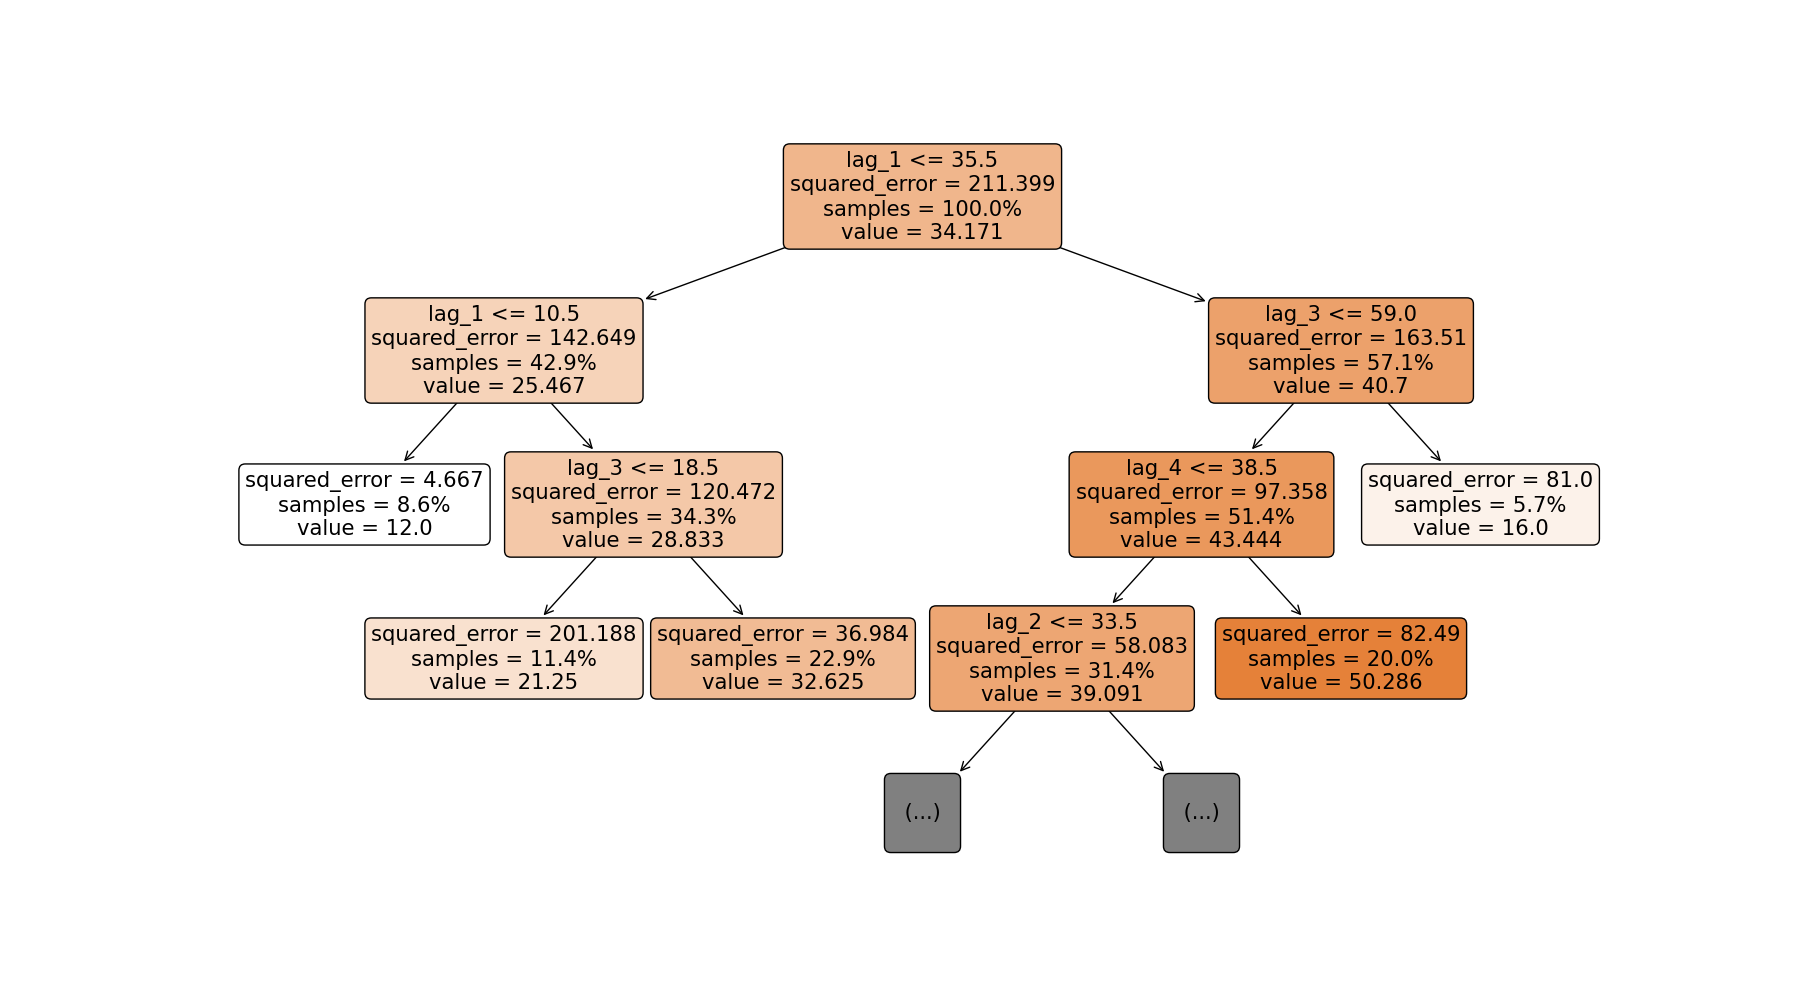 lag_1 <= 35.5
squared_error = 211.399
samples = 100.0%
value = 34.171
lag_1 <= 10.5
squared_error = 142.649
samples = 42.9%
value = 25.467
lag_3 <= 59.0
squared_error = 163.51
samples = 57.1%
value = 40.7
squared_error = 4.667
samples = 8.6%
value = 12.0
lag_3 <= 18.5
squared_error = 120.472
samples = 34.3%
value = 28.833
lag_4 <= 38.5
squared_error = 97.358
samples = 51.4%
value = 43.444
squared_error = 81.0
samples = 5.7%
value = 16.0
squared_error = 201.188
samples = 11.4%
value = 21.25
squared_error = 36.984
samples = 22.9%
value = 32.625
lag_2 <= 33.5
squared_error = 58.083
samples = 31.4%
value = 39.091
squared_error = 82.49
samples = 20.0%
value = 50.286
(...)
(...)